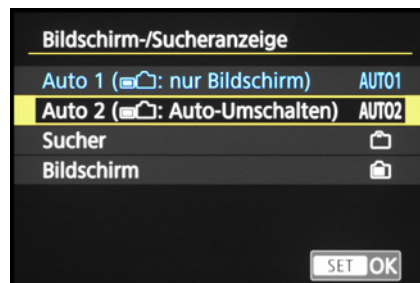 Bildschirm-/Sucheranzeige
Auto 1 (: nur Bildschirm) AUTO1
Auto 2 (: Auto-Umschalten) AUTO2
Sucher
Bildschirm
SET OK